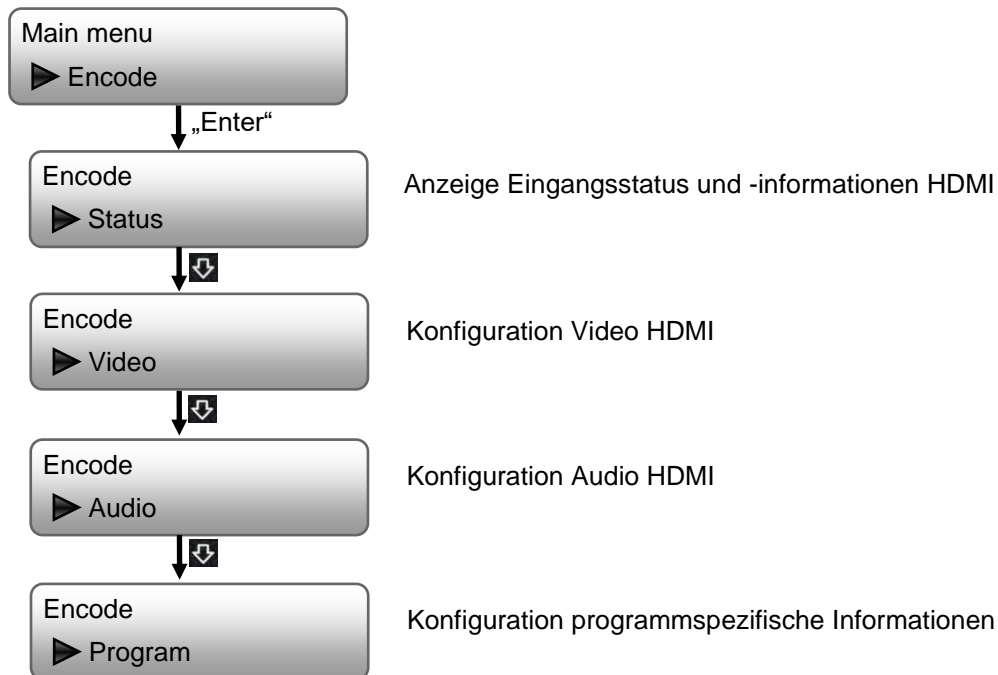 Main menu
Encode
„Enter“
Encode
Anzeige Eingangsstatus und -informationen HDMI
Status
Encode
Konfiguration Video HDMI
Video
Encode
Konfiguration Audio HDMI
Audio
Encode
Konfiguration programmspezifische Informationen
Program